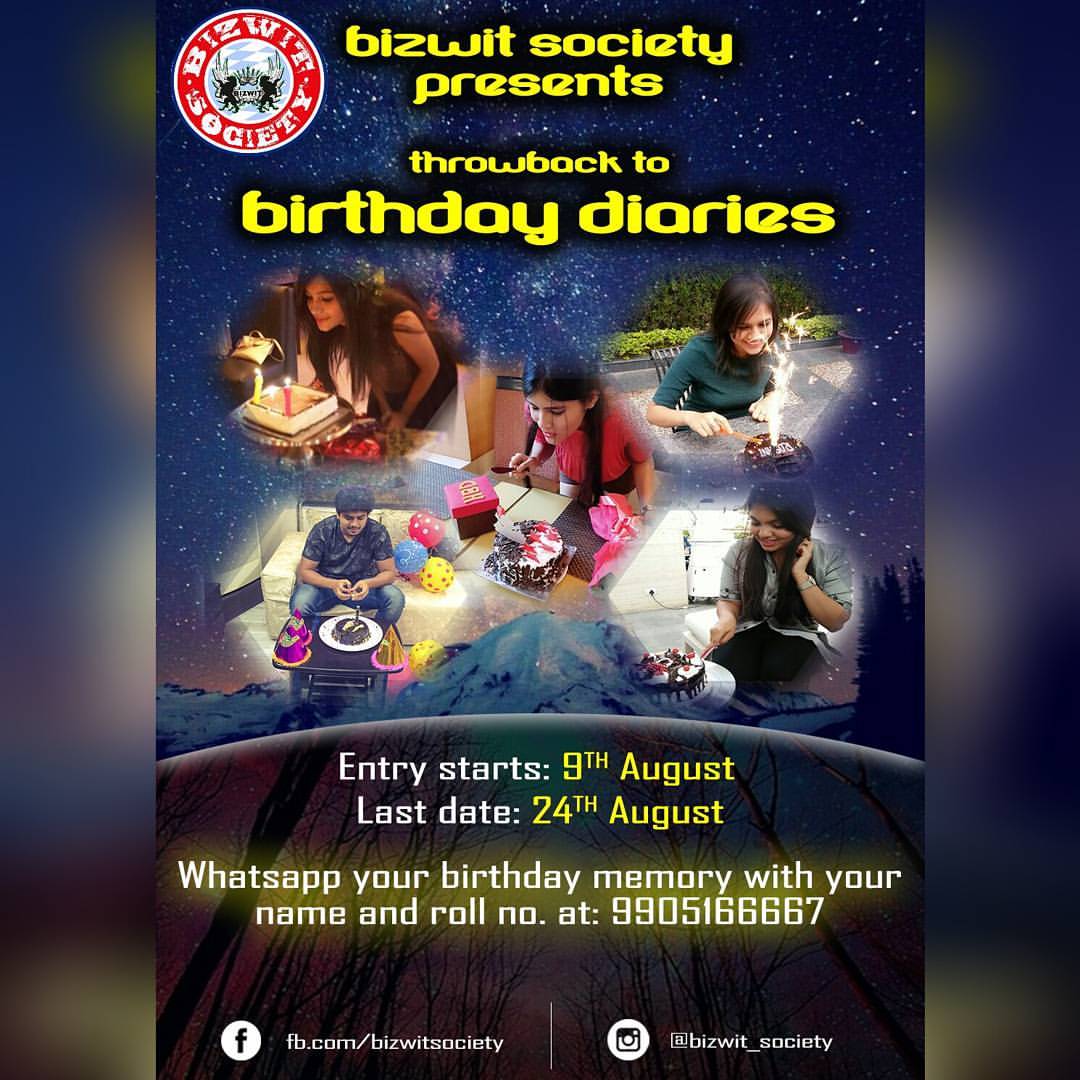 BIZWIT SOCIETY
BIZWIT
bizwit society
presents
throwback to
birthday diaries
HBD
Entry starts: 9TH August
Last date: 24TH August
Whatsapp your birthday memory with your
name and roll no. at: 9905166667
fb.com/bizwitsociety
@bizwit_society